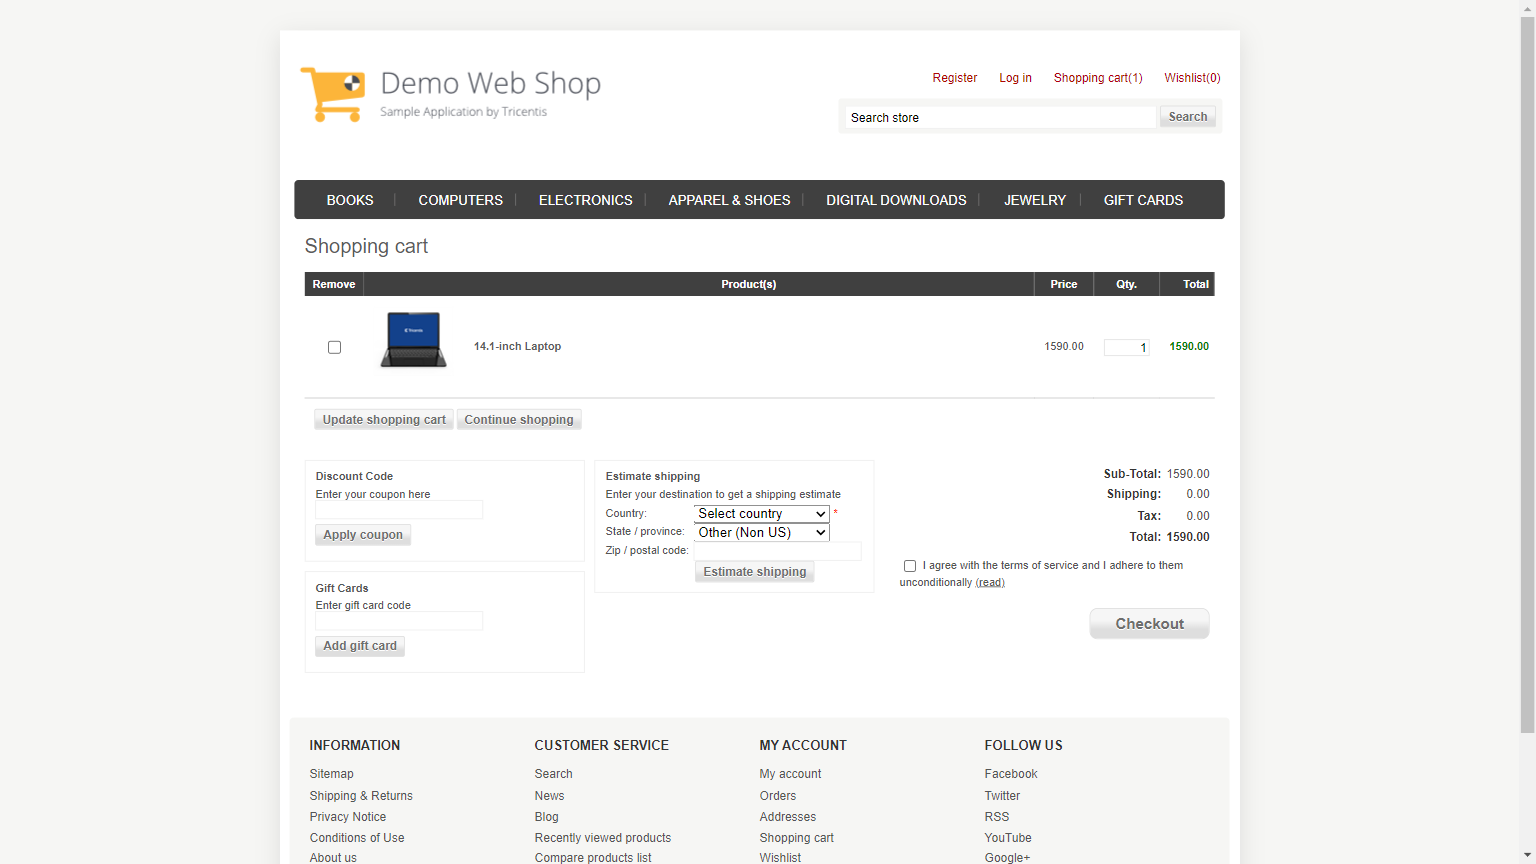 Demo Web Shop
Sample Application by Tricentis
Register Log in Shopping cart(1) Wishlist(0)
Search store Search
BOOKS COMPUTERS ELECTRONICS APPAREL & SHOES DIGITAL DOWNLOADS JEWELRY GIFT CARDS
Shopping cart
Remove Product(s) Price Qty. Total
Tricentis
14.1-inch Laptop 1590.00 1 1590.00
Update shopping cart Continue shopping
Discount Code
Enter your coupon here
Apply coupon
Gift Cards
Enter gift card code
Add gift card
Estimate shipping
Enter your destination to get a shipping estimate
Country: Select country *
State / province: Other (Non US)
Zip / postal code:
Estimate shipping
Sub-Total: 1590.00
Shipping: 0.00
Tax: 0.00
Total: 1590.00
I agree with the terms of service and I adhere to them
unconditionally (read)
Checkout
INFORMATION
Sitemap
Shipping & Returns
Privacy Notice
Conditions of Use
About us
CUSTOMER SERVICE
Search
News
Blog
Recently viewed products
Compare products list
MY ACCOUNT
My account
Orders
Addresses
Shopping cart
Wishlist
FOLLOW US
Facebook
Twitter
RSS
YouTube
Google+